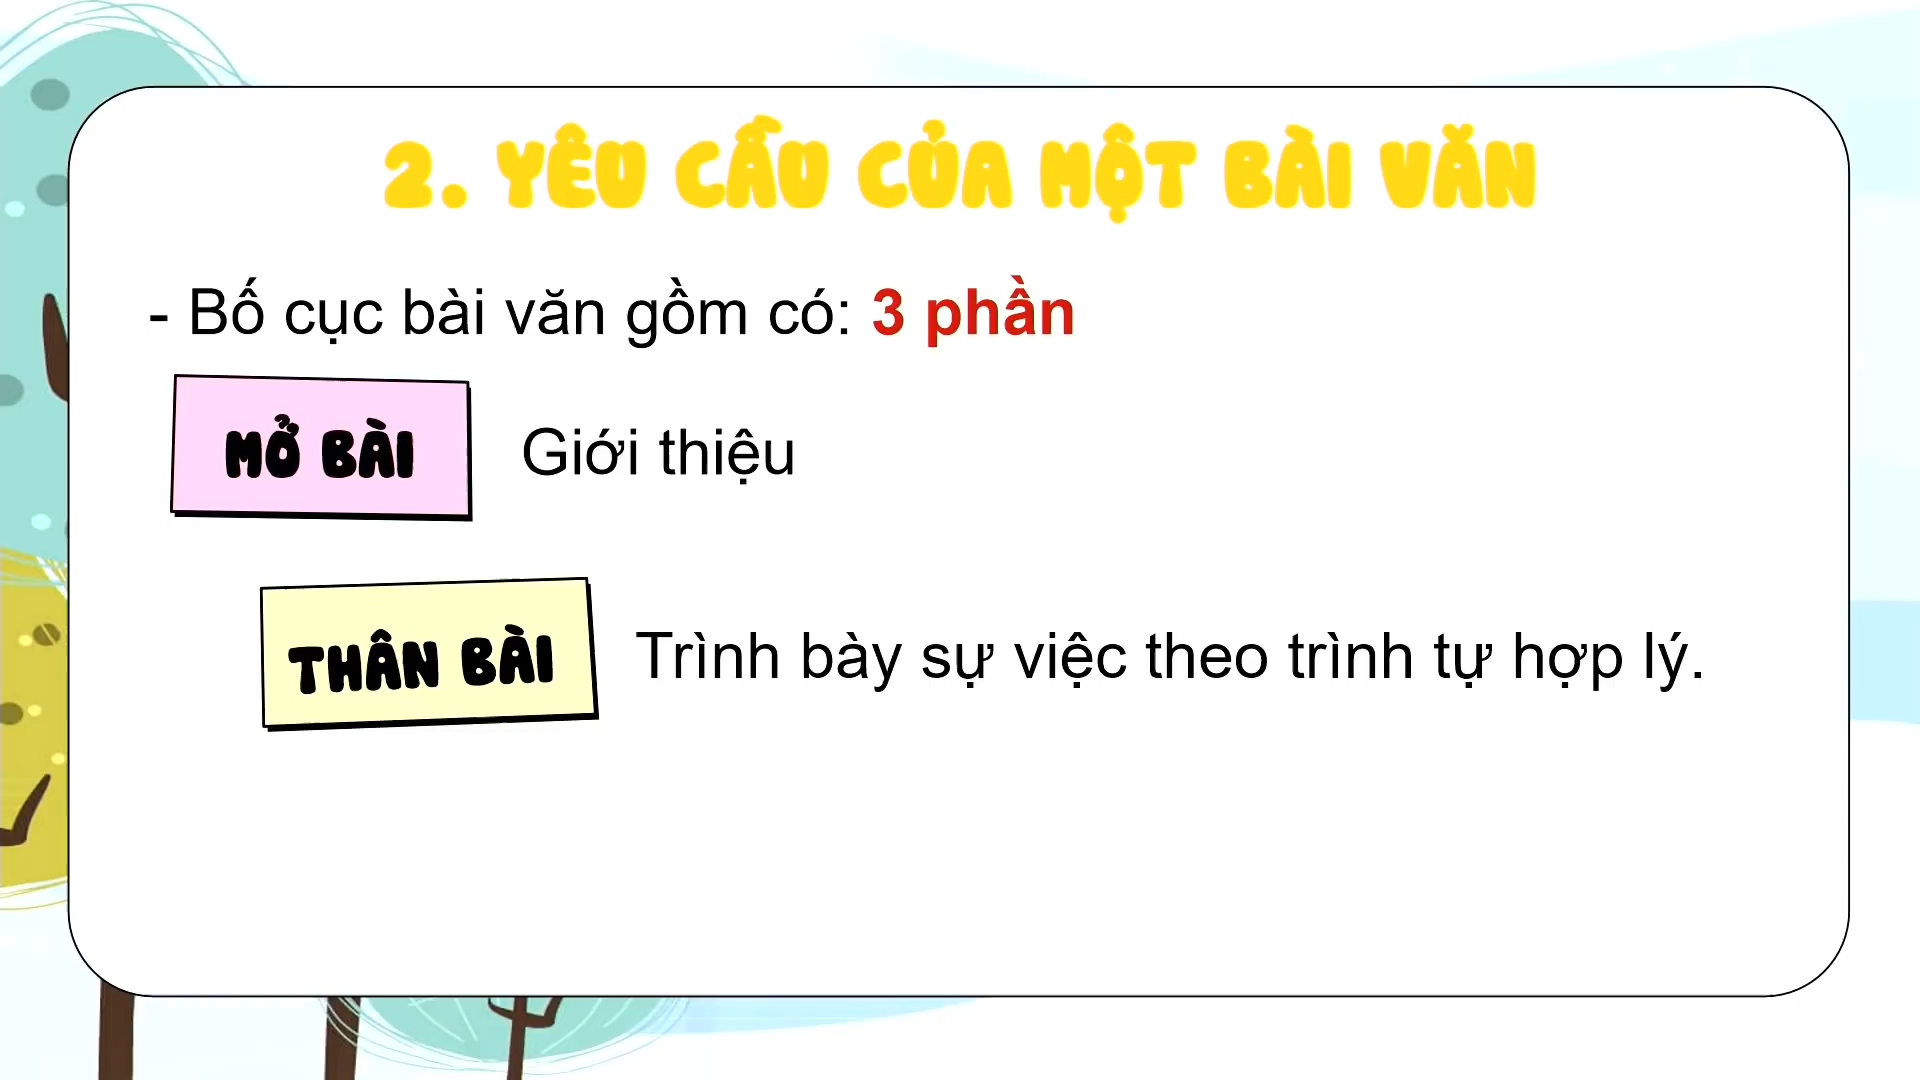 2. YÊU CẦU CỦA MỘT BÀI VĂN
- Bố cục bài văn gồm có: 3 phần
MỞ BÀI Giới thiệu
THÂN BÀI Trình bày sự việc theo trình tự hợp lý.